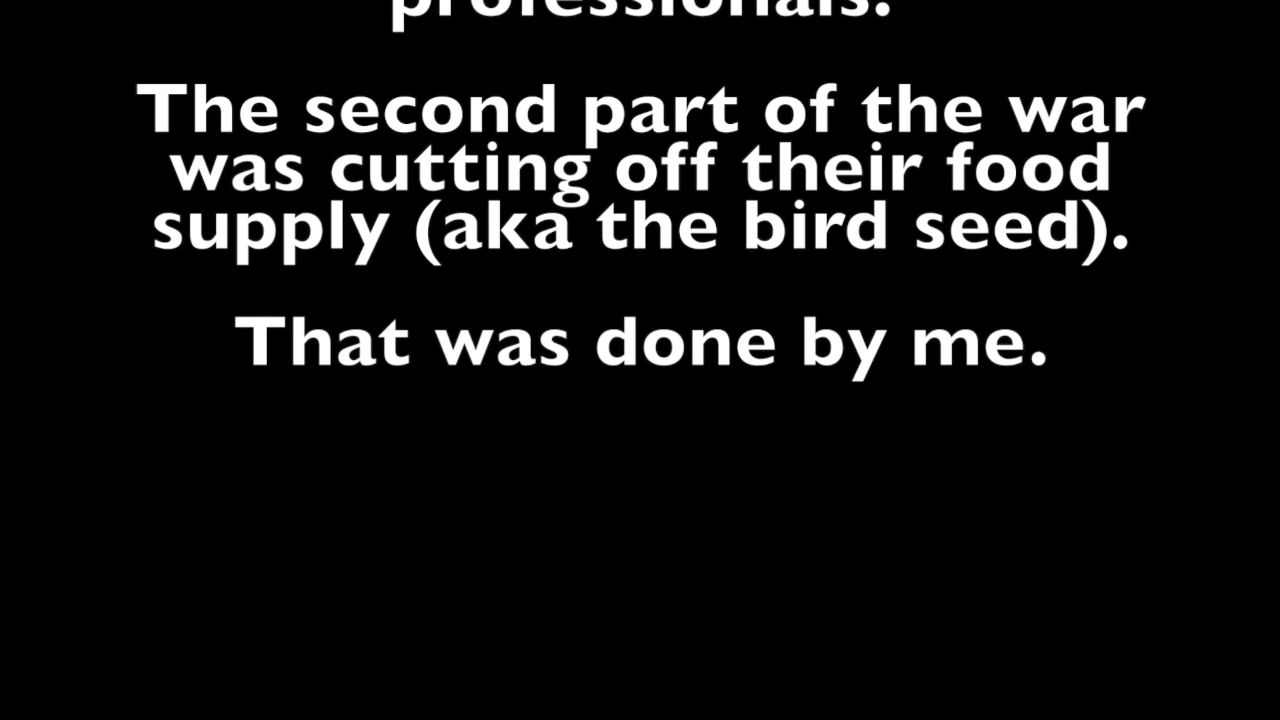 professionals.
The second part of the war
was cutting off their food
supply (aka the bird seed).
That was done by me.